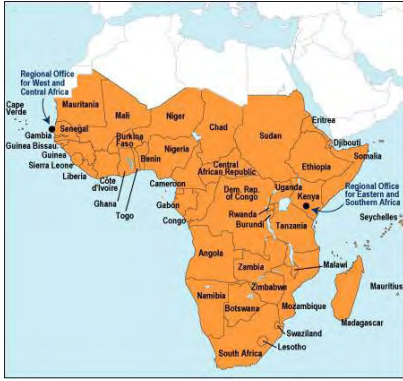 Regional Office
for West and
Central Africa
Cape
Verde
Mauritania
Mali
Niger
Chad
Sudan
Eritrea
Djibouti
Somalia
Gambia
Senegal
Guinea Bissau
Guinea
Sierra Leone
Liberia
Côte
d'Ivoire
Ghana
Togo
Burkina
Faso
Benin
Nigeria
Cameroon
Central
African Republic
Ethiopia
Gabon
Congo
Dem. Rep.
of Congo
Uganda
Kenya
Rwanda
Burundi
Tanzania
Regional Office
for Eastern and
Southern Africa
Seychelles
Angola
Zambia
Malawi
Zimbabwe
Mozambique
Mauritius
Madagascar
Namibia
Botswana
Swaziland
Lesotho
South Africa